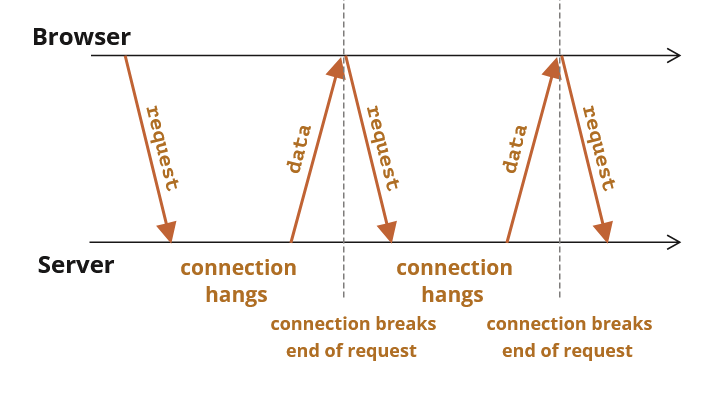 Browser
request
data
request
data
request
Server
connection
hangs
connection
hangs
connection breaks
end of request
connection breaks
end of request